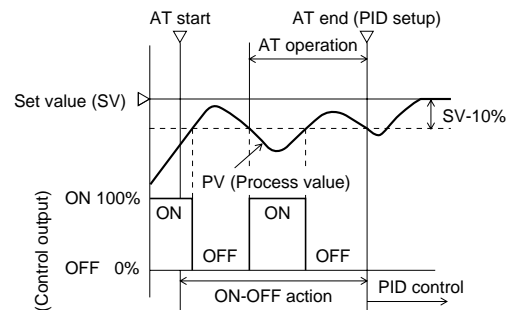 AT start
AT end (PID setup)
AT operation
Set value (SV)
SV-10%
PV (Process value)
ON 100%
ON
ON
OFF
OFF
OFF 0%
(Control output)
ON-OFF action
PID control